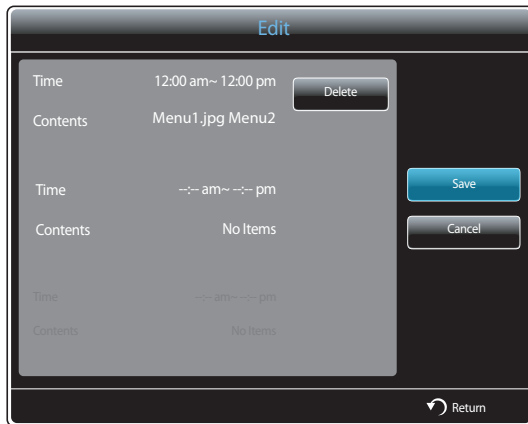 Edit
Time 12:00 am~ 12:00 pm Delete
Contents Menu1.jpg Menu2
Time --:-- am~ --:-- pm Save
Contents No Items Cancel
Time --:-- am~ --:-- pm
Contents No Items
Return